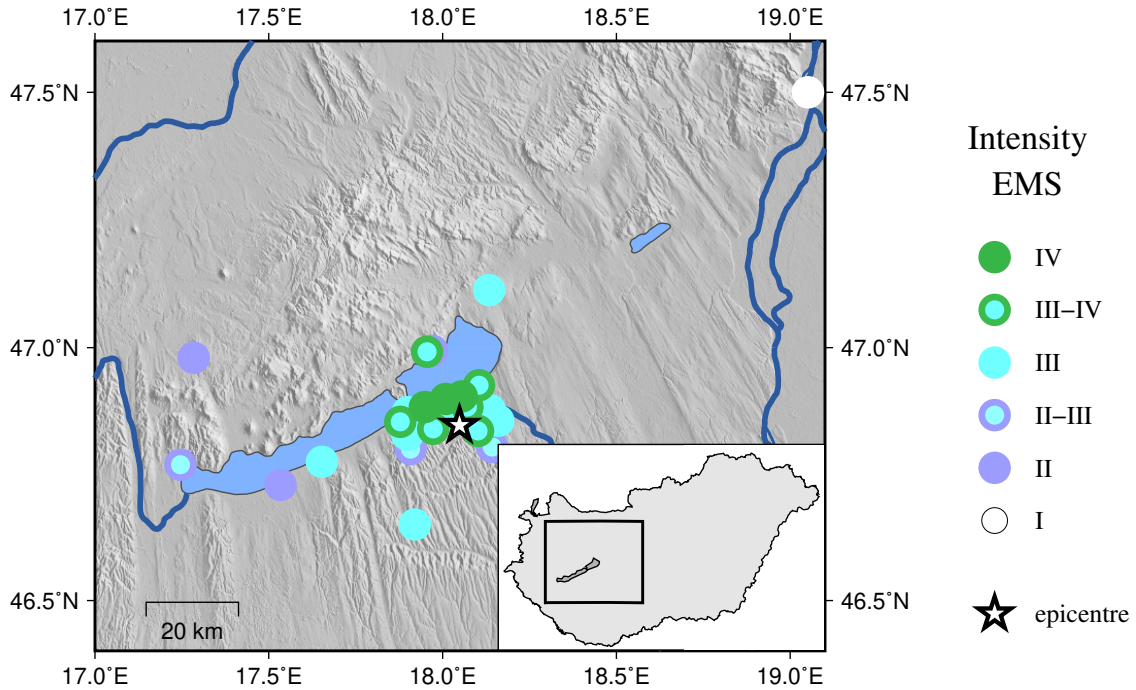 17.0˚E 17.5˚E 18.0˚E 18.5˚E 19.0˚E
47.5˚N 47.5˚N
47.0˚N 47.0˚N
46.5˚N 46.5˚N
20 km
17.0˚E 17.5˚E 18.0˚E 18.5˚E 19.0˚E
Intensity
EMS
IV
III−IV
III
II−III
II
I
epicentre